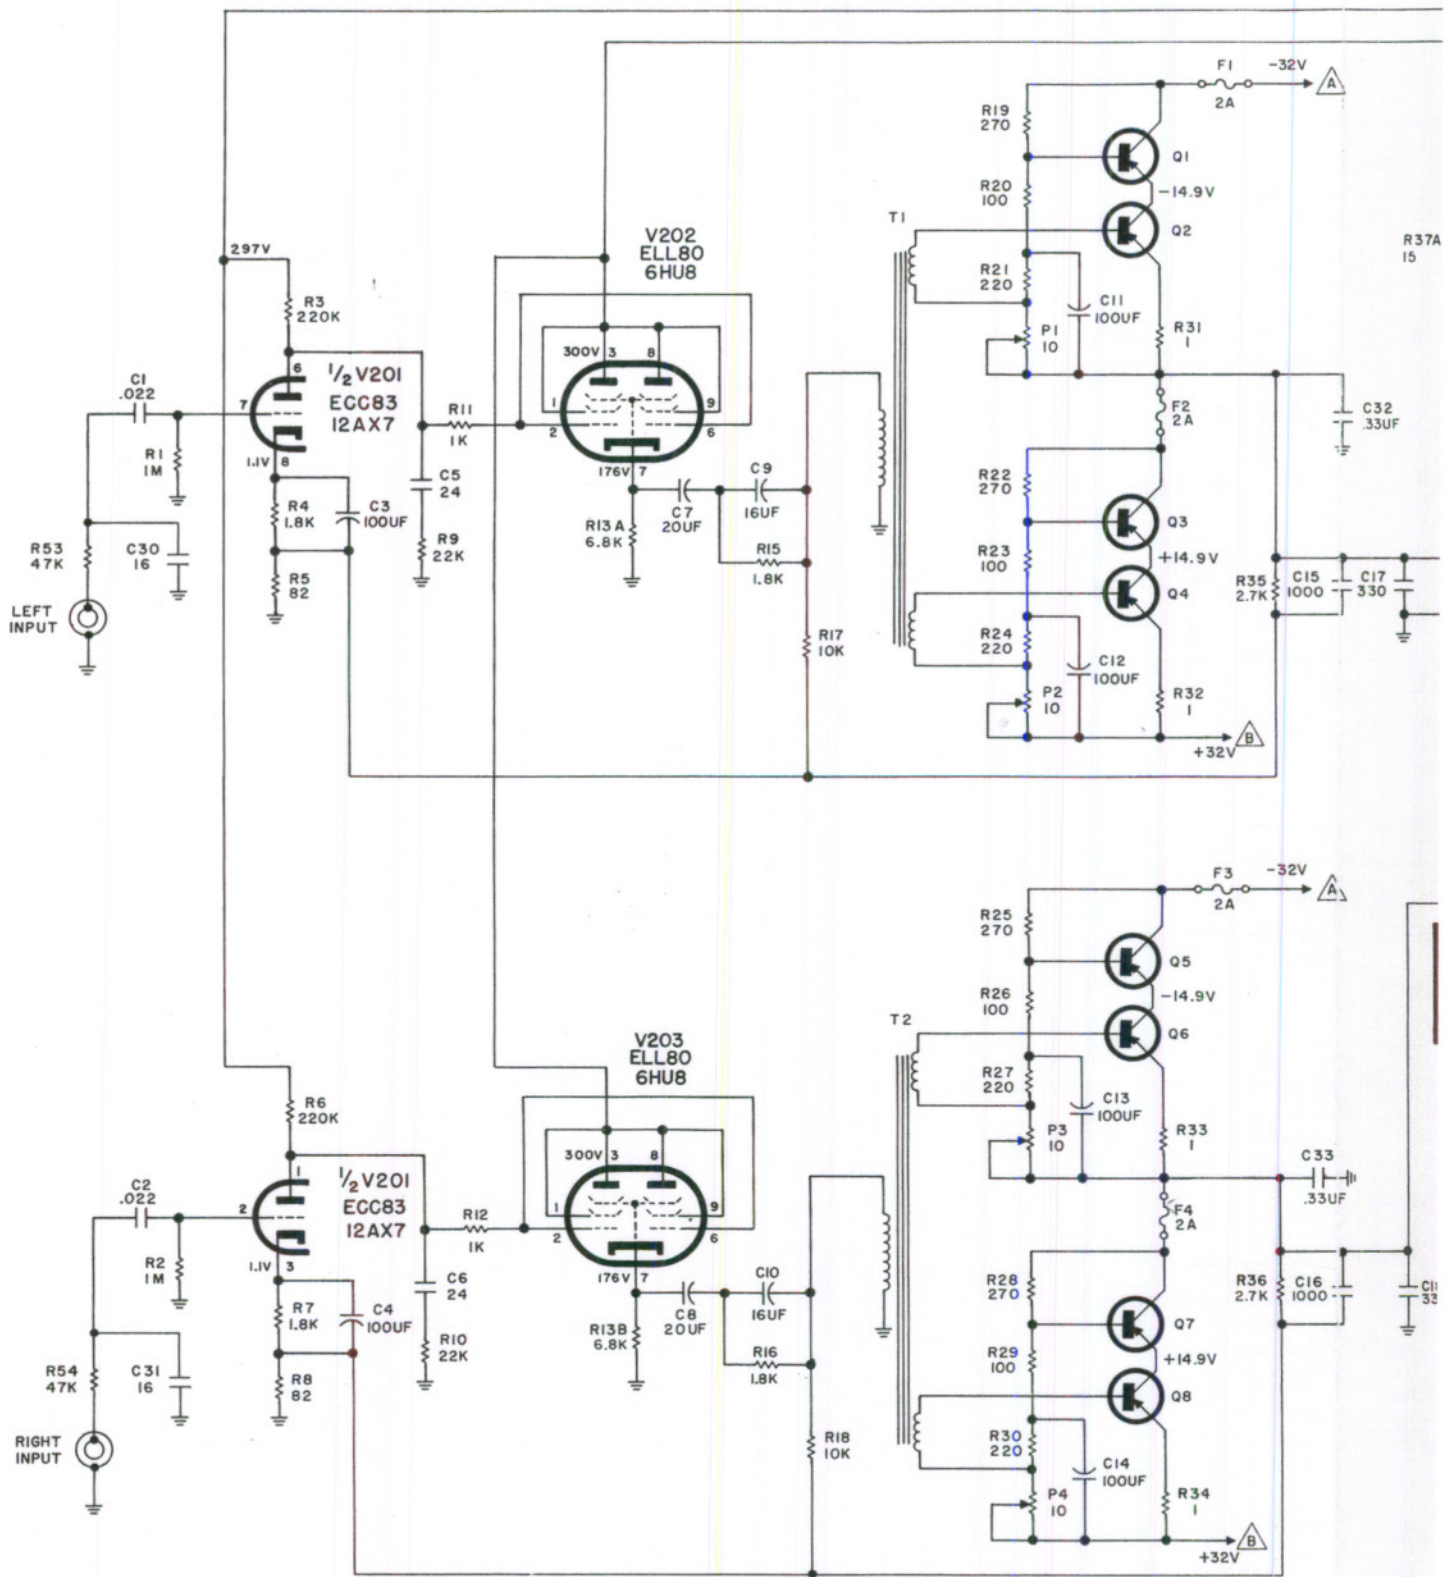 F1
-32V
A
2A
R19
270
Q1
R20
100
-14.9V
T1
Q2
R37A
15
V202
ELL80
6HU8
297V
R21
220
C11
100UF
R3
220K
P1
10
R31
1
300V 3
8
6
1/2 V201
ECC83
12AX7
C1
.022
7
R11
1K
1
2
9
6
F2
2A
C32
.33UF
R1
1M
1.1V 8
176V 7
C5
24
C9
16UF
R22
270
R4
1.8K
C3
100UF
C7
20UF
Q3
R13A
6.8K
R9
22K
R23
100
+14.9V
R53
47K
C30
16
R15
1.8K
R5
82
R35
2.7K
C15
1000
C17
330
Q4
LEFT
INPUT
R17
10K
R24
220
C12
100UF
P2
10
R32
1
+32V
B
F3
-32V
A
2A
R25
270
Q5
R26
100
-14.9V
T2
Q6
V203
ELL80
6HU8
R27
220
C13
100UF
R6
220K
P3
10
R33
1
300V 3
8
1
1/2 V201
ECC83
12AX7
C33
.33UF
C2
.022
2
R12
1K
1
2
9
6
F4
2A
R2
1M
1.1V 3
176V 7
C6
24
C10
16UF
R28
270
R36
2.7K
C16
1000
R7
1.8K
C4
100UF
C8
20UF
Q7
R13B
6.8K
R10
22K
R29
100
+14.9V
R54
47K
C31
16
R16
1.8K
R8
82
Q8
RIGHT
INPUT
R18
10K
R30
220
C14
100UF
P4
10
R34
1
+32V
B